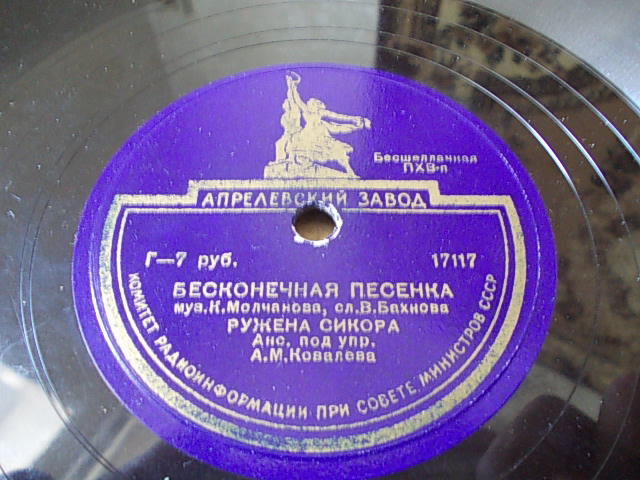 Бесшеллачная
ПХВ-п
АПРЕЛЕВСКИЙ ЗАВОД
Г—7 руб.
17117
БЕСКОНЕЧНАЯ ПЕСЕНКА
муз.К.Молчанова, сл.В.Бахнова
РУЖЕНА СИКОРА
Анс. под упр.
А.М.Ковалева
КОМИТЕТ РАДИОИНФОРМАЦИИ ПРИ СОВЕТЕ МИНИСТРОВ СССР